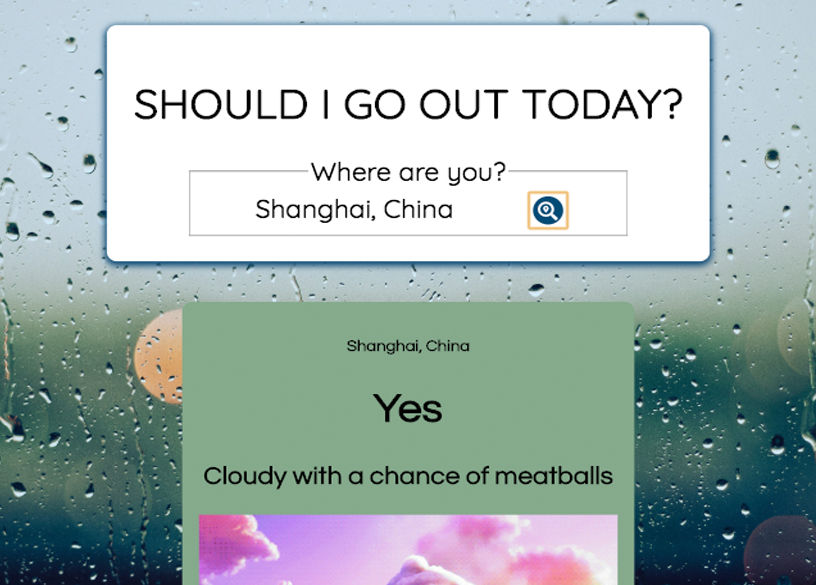 SHOULD I GO OUT TODAY?
Where are you?
Shanghai, China
Shanghai, China
Yes
Cloudy with a chance of meatballs